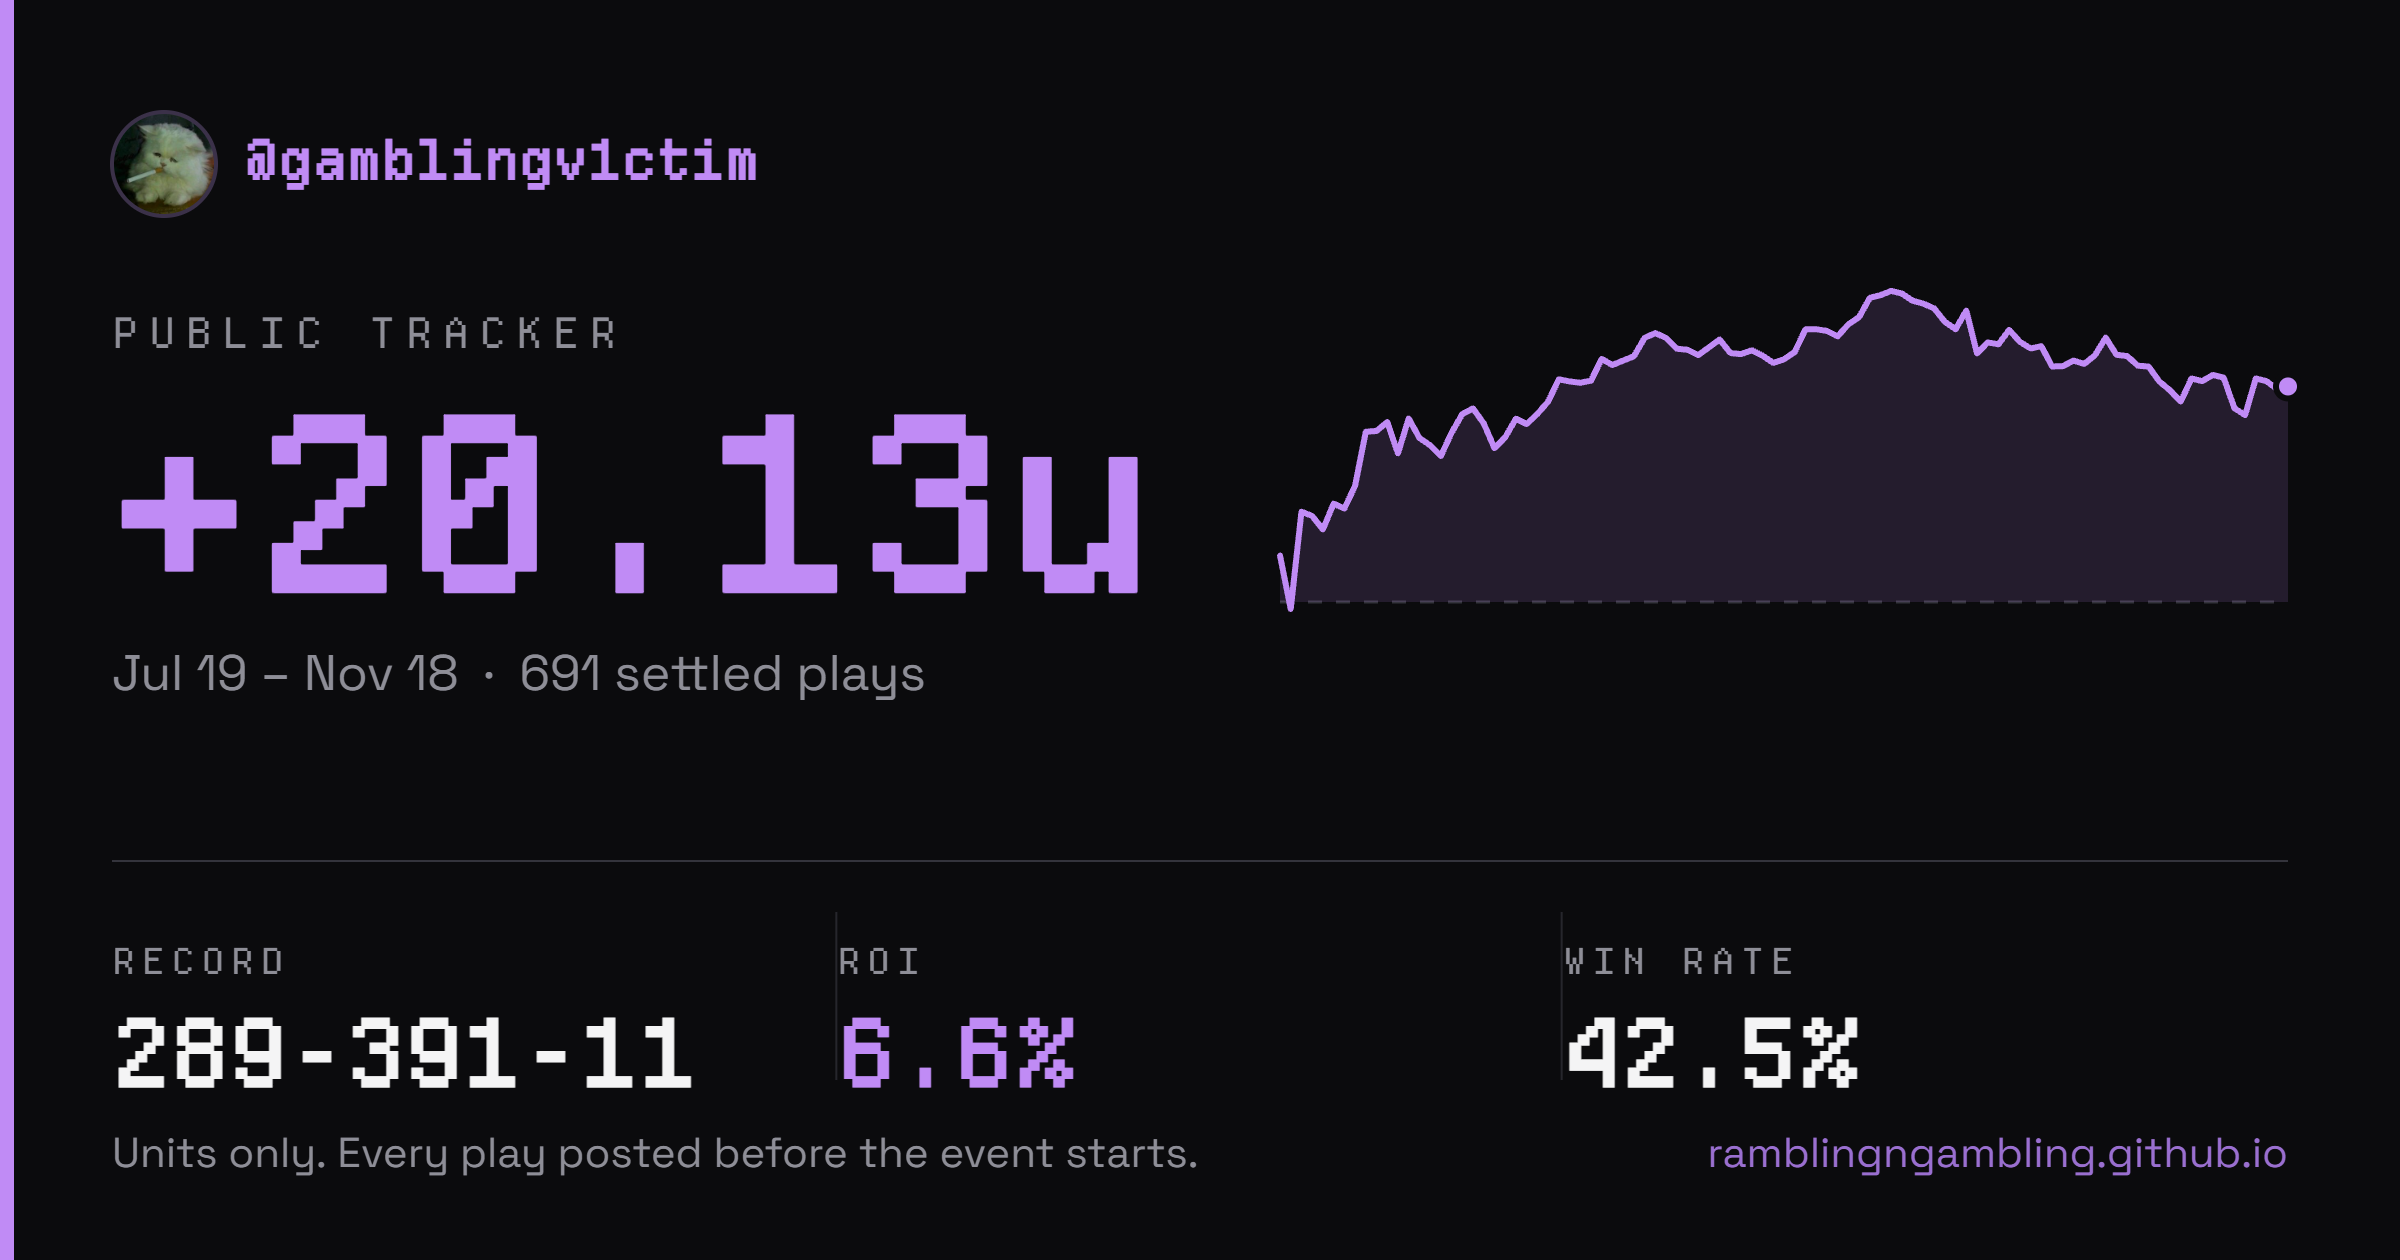 @gamblingv1ctim
PUBLIC TRACKER
+20.13u
Jul 19 – Nov 18 · 691 settled plays
RECORD
289-391-11
ROI
6.6%
WIN RATE
42.5%
Units only. Every play posted before the event starts.
ramblingngambling.github.io